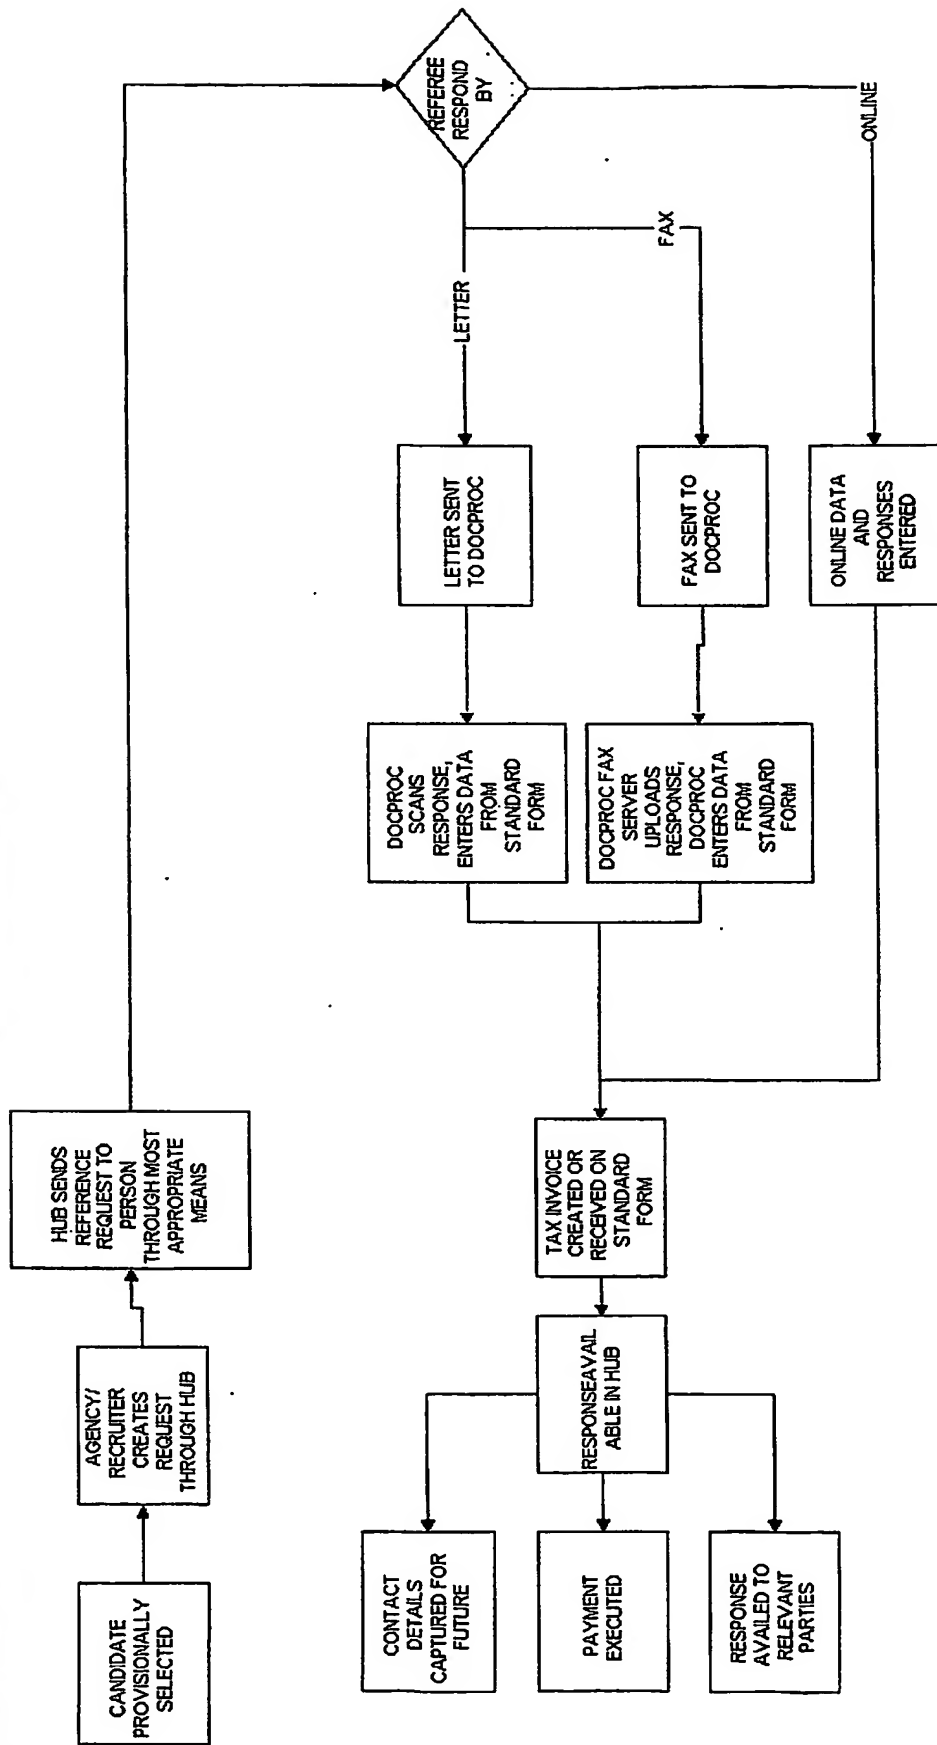 CANDIDATE
PROVISIONALLY
SELECTED
AGENCY/
RECRUITER
CREATES
REQUEST
THROUGH HUB
HUB SENDS
REFERENCE
REQUEST TO
PERSON
THROUGH MOST
APPROPRIATE
MEANS
REFEREE
RESPOND
BY
LETTER
FAX
ONLINE
LETTER SENT
TO DOCPROC
FAX SENT TO
DOCPROC
ONLINE DATA
AND
RESPONSES
ENTERED
DOCPROC
SCANS
RESPONSE,
ENTERS DATA
FROM
STANDARD
FORM
DOCPROC FAX
SERVER
UPLOADS
RESPONSE,
DOCPROC
ENTERS DATA
FROM
STANDARD
FORM
TAX INVOICE
CREATED OR
RECEIVED ON
STANDARD
FORM
RESPONSEAVAIL
ABLE IN HUB
CONTACT
DETAILS
CAPTURED FOR
FUTURE
PAYMENT
EXECUTED
RESPONSE
AVAILED TO
RELEVANT
PARTIES